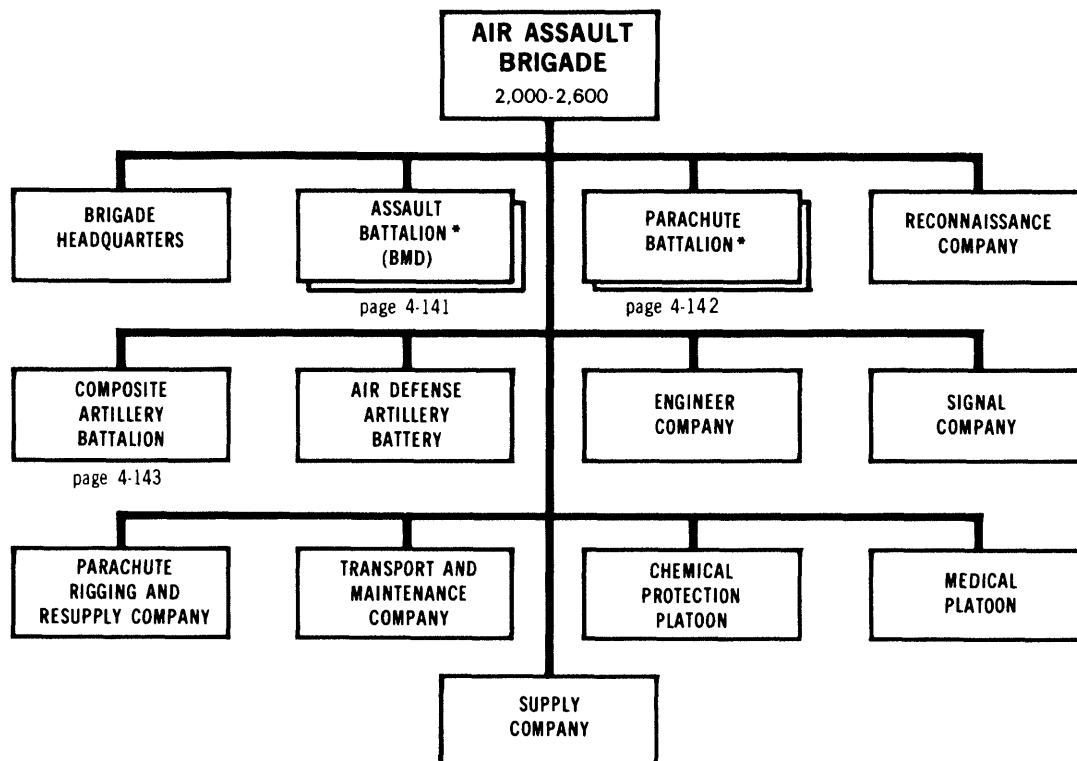 AIR ASSAULT
BRIGADE
2,000-2,600
BRIGADE
HEADQUARTERS
ASSAULT
BATTALION*
(BMD)
page 4-141
PARACHUTE
BATTALION*
page 4-142
RECONNAISSANCE
COMPANY
COMPOSITE
ARTILLERY
BATTALION
page 4-143
AIR DEFENSE
ARTILLERY
BATTERY
ENGINEER
COMPANY
SIGNAL
COMPANY
PARACHUTE
RIGGING AND
RESUPPLY COMPANY
TRANSPORT AND
MAINTENANCE
COMPANY
CHEMICAL
PROTECTION
PLATOON
MEDICAL
PLATOON
SUPPLY
COMPANY